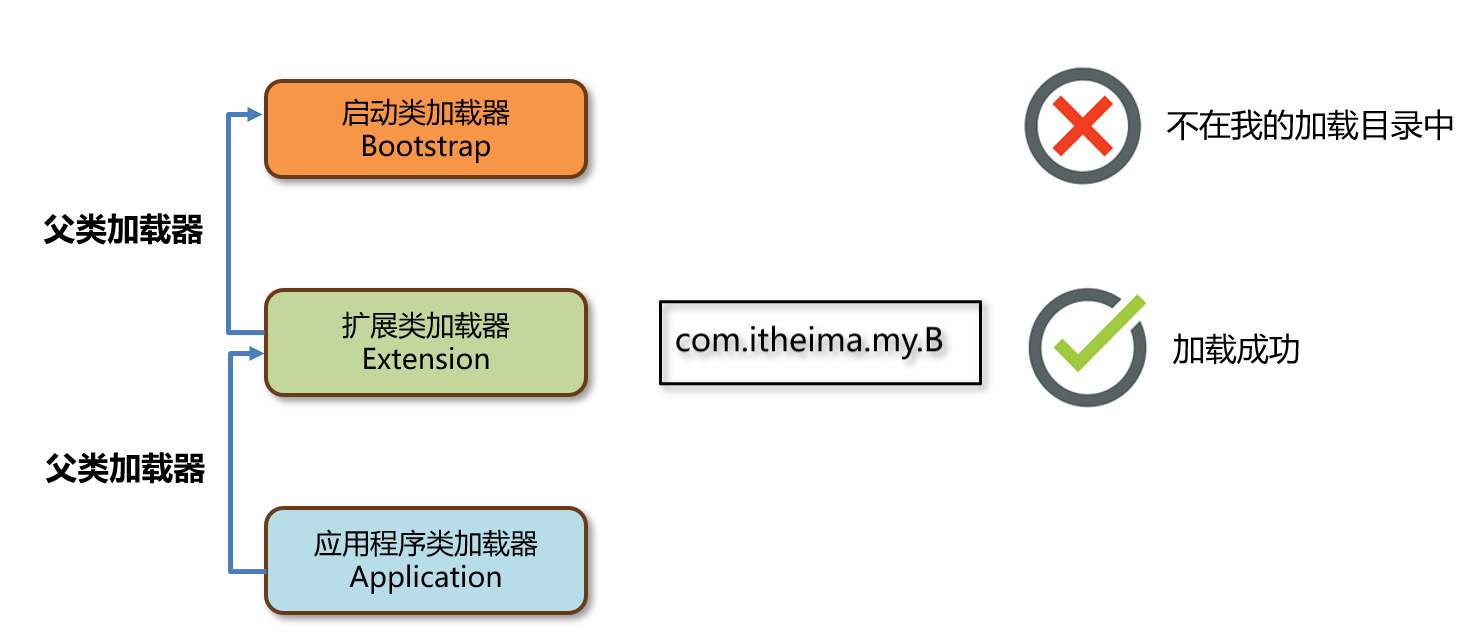 启动类加载器
Bootstrap
不在我的加载目录中
父类加载器
扩展类加载器
Extension
com.itheima.my.B
加载成功
父类加载器
应用程序类加载器
Application